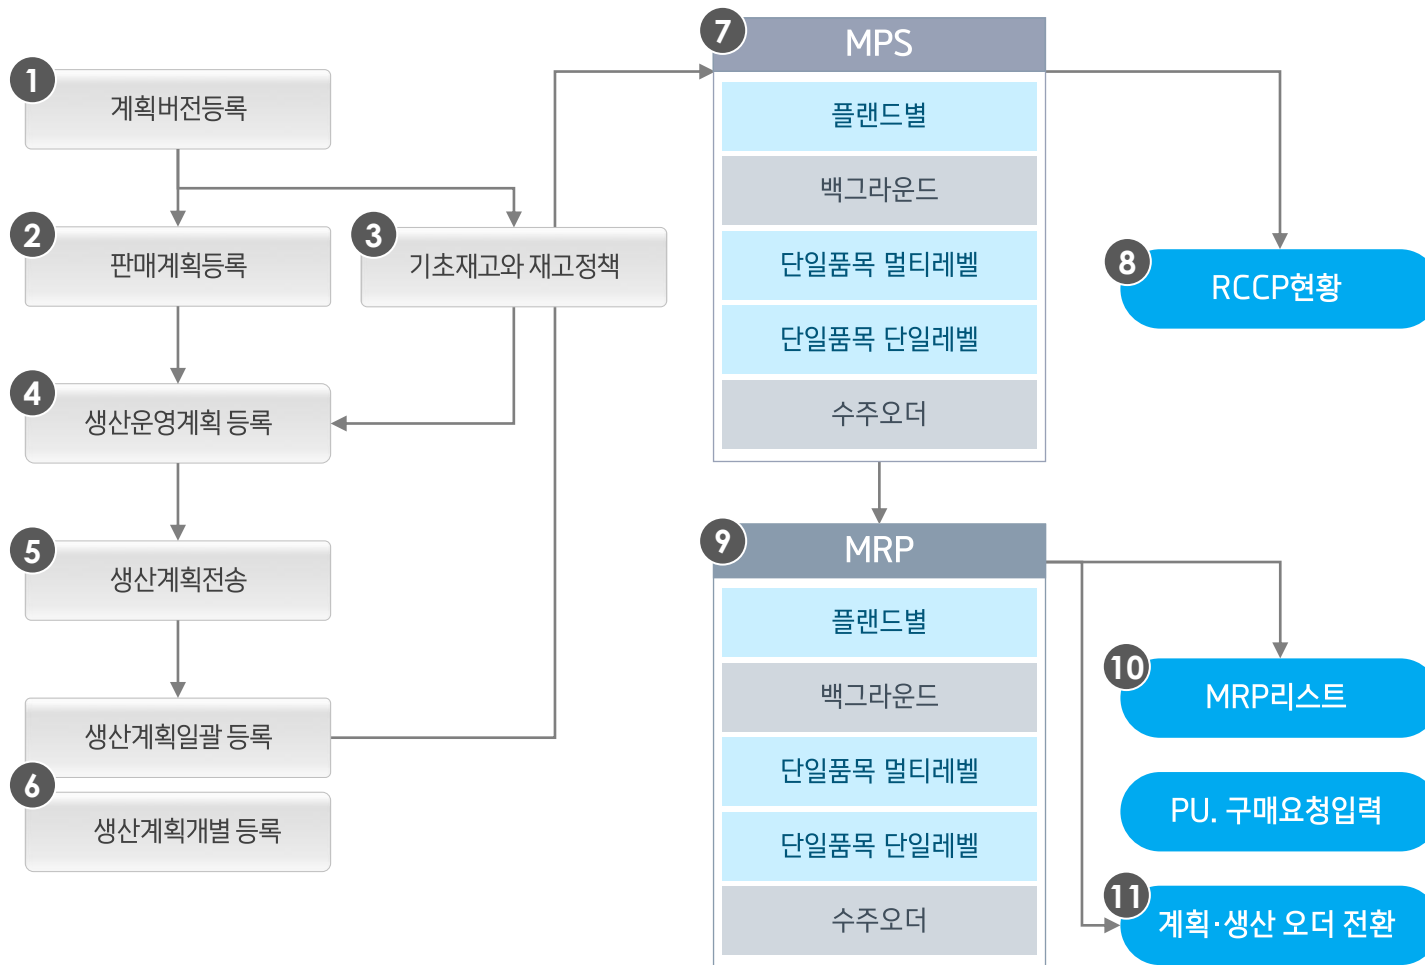 1
계획버전등록
2
판매계획등록
3
기초재고와 재고정책
4
생산운영계획 등록
5
생산계획전송
생산계획일괄 등록
6
생산계획개별 등록
7
MPS
플랜드별
백그라운드
단일품목 멀티레벨
단일품목 단일레벨
수주오더
8
RCCP현황
9
MRP
플랜드별
백그라운드
단일품목 멀티레벨
단일품목 단일레벨
수주오더
10
MRP리스트
PU. 구매요청입력
11
계획·생산 오더 전환